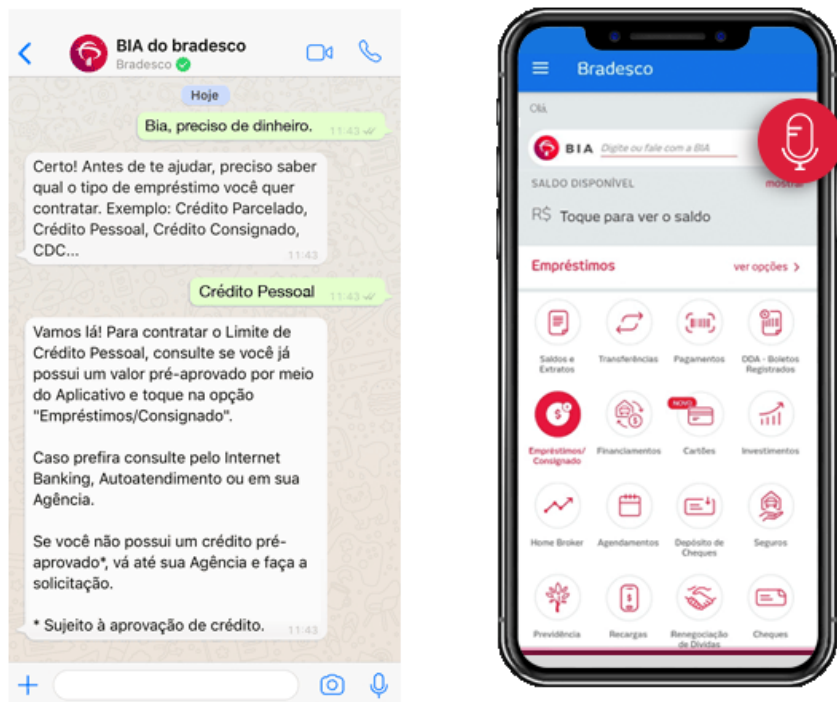 BIA do bradesco
Bradesco
Hoje
Bia, preciso de dinheiro.
11:43
Certo! Antes de te ajudar, preciso saber
qual o tipo de empréstimo você quer
contratar. Exemplo: Crédito Parcelado,
Crédito Pessoal, Crédito Consignado,
CDC...
11:43
Crédito Pessoal
11:43
Vamos lá! Para contratar o Limite de
Crédito Pessoal, consulte se você já
possui um valor pré-aprovado por meio
do Aplicativo e toque na opção
"Empréstimos/Consignado".
Caso prefira consulte pelo Internet
Banking, Autoatendimento ou em sua
Agência.
Se você não possui um crédito pré-
aprovado*, vá até sua Agência e faça a
solicitação.
* Sujeito à aprovação de crédito.
11:43
Bradesco
Olá,
BIA Digite ou fale com a BIA
SALDO DISPONÍVEL
mostrar
R$ Toque para ver o saldo
Empréstimos
ver opções >
Saldos e
Extratos
Transferências
Pagamentos
DDA - Boletos
Registrados
Empréstimos/
Consignado
Financiamentos
NOVO
Cartões
Investimentos
Home Broker
Agendamentos
Depósito de
Cheques
Seguros
Previdência
Recargas
Renegociação
de Dívidas
Cheques